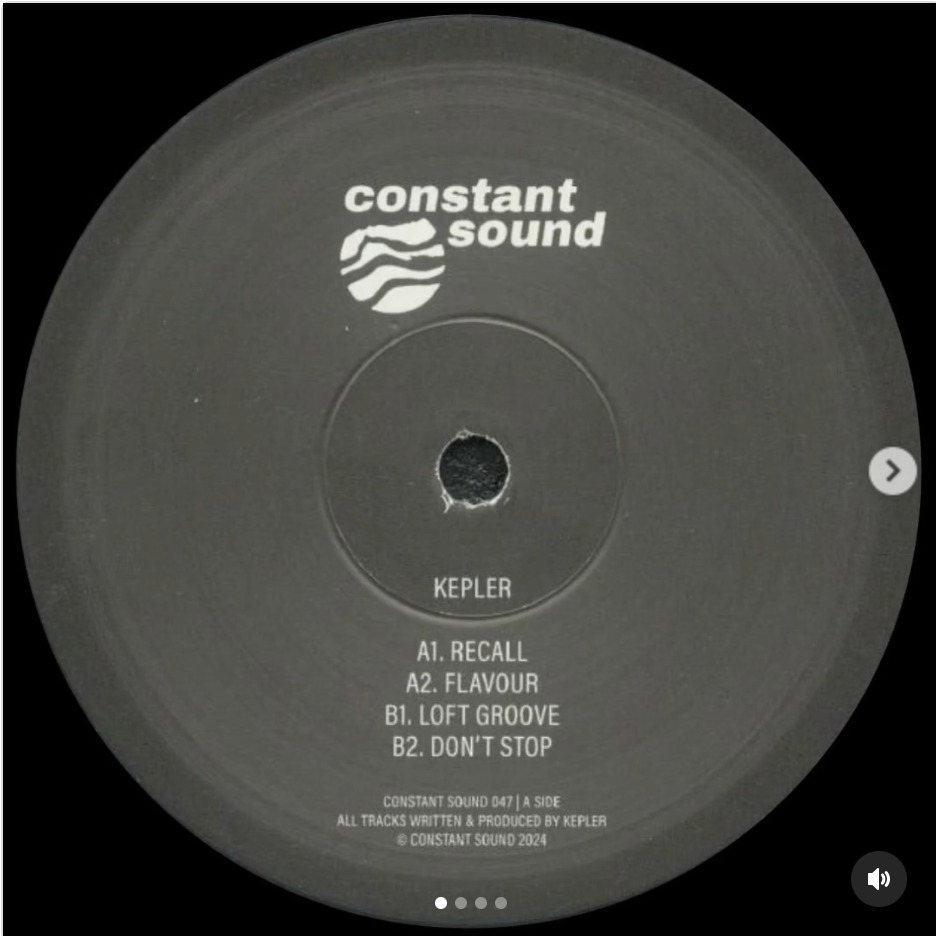 constant
sound
KEPLER
A1. RECALL
A2. FLAVOUR
B1. LOFT GROOVE
B2. DON'T STOP
CONSTANT SOUND 047 | A SIDE
ALL TRACKS WRITTEN & PRODUCED BY KEPLER
© CONSTANT SOUND 2024